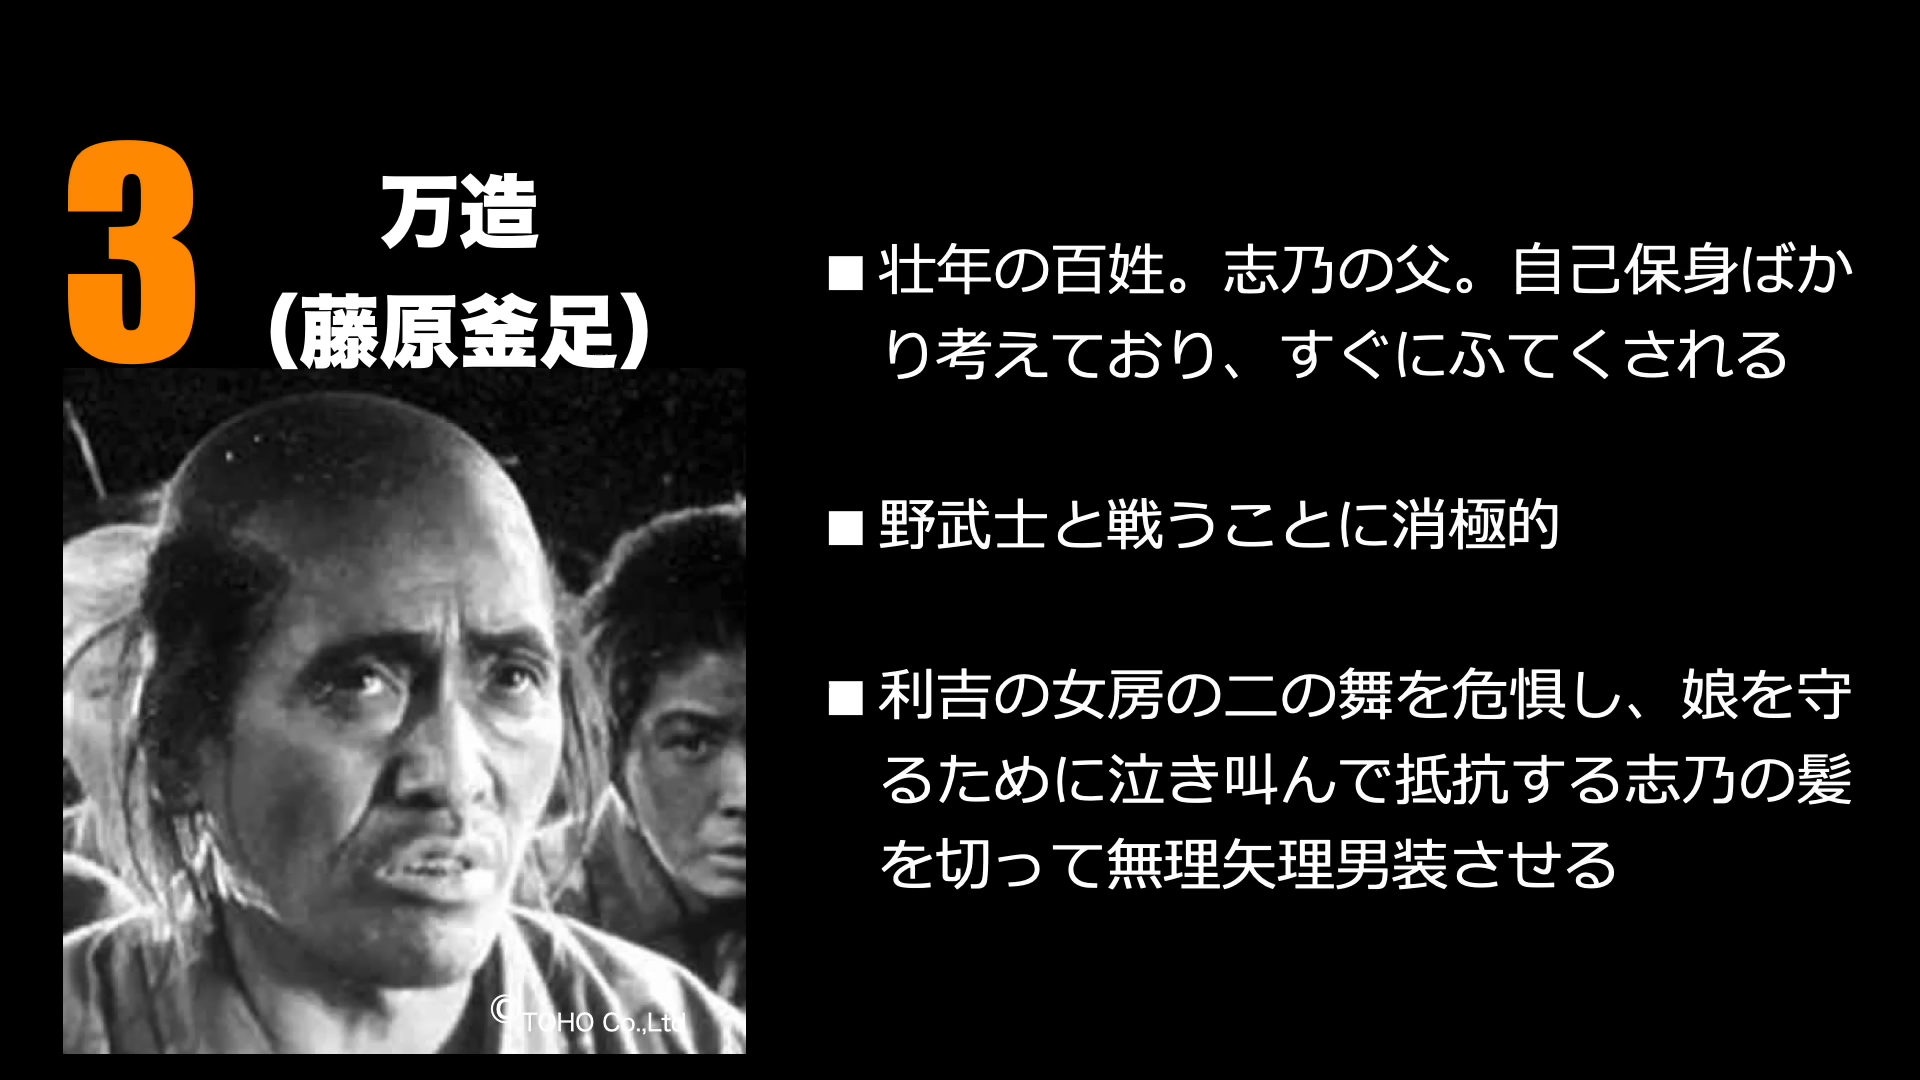 3
万造
（藤原釜足）
■ 壮年の百姓。志乃の父。自己保身ばか
り考えており、すぐにふてくされる
■ 野武士と戦うことに消極的
■ 利吉の女房の二の舞を危惧し、娘を守
るために泣き叫んで抵抗する志乃の髪
を切って無理矢理男装させる
©TOHO Co.,Ltd